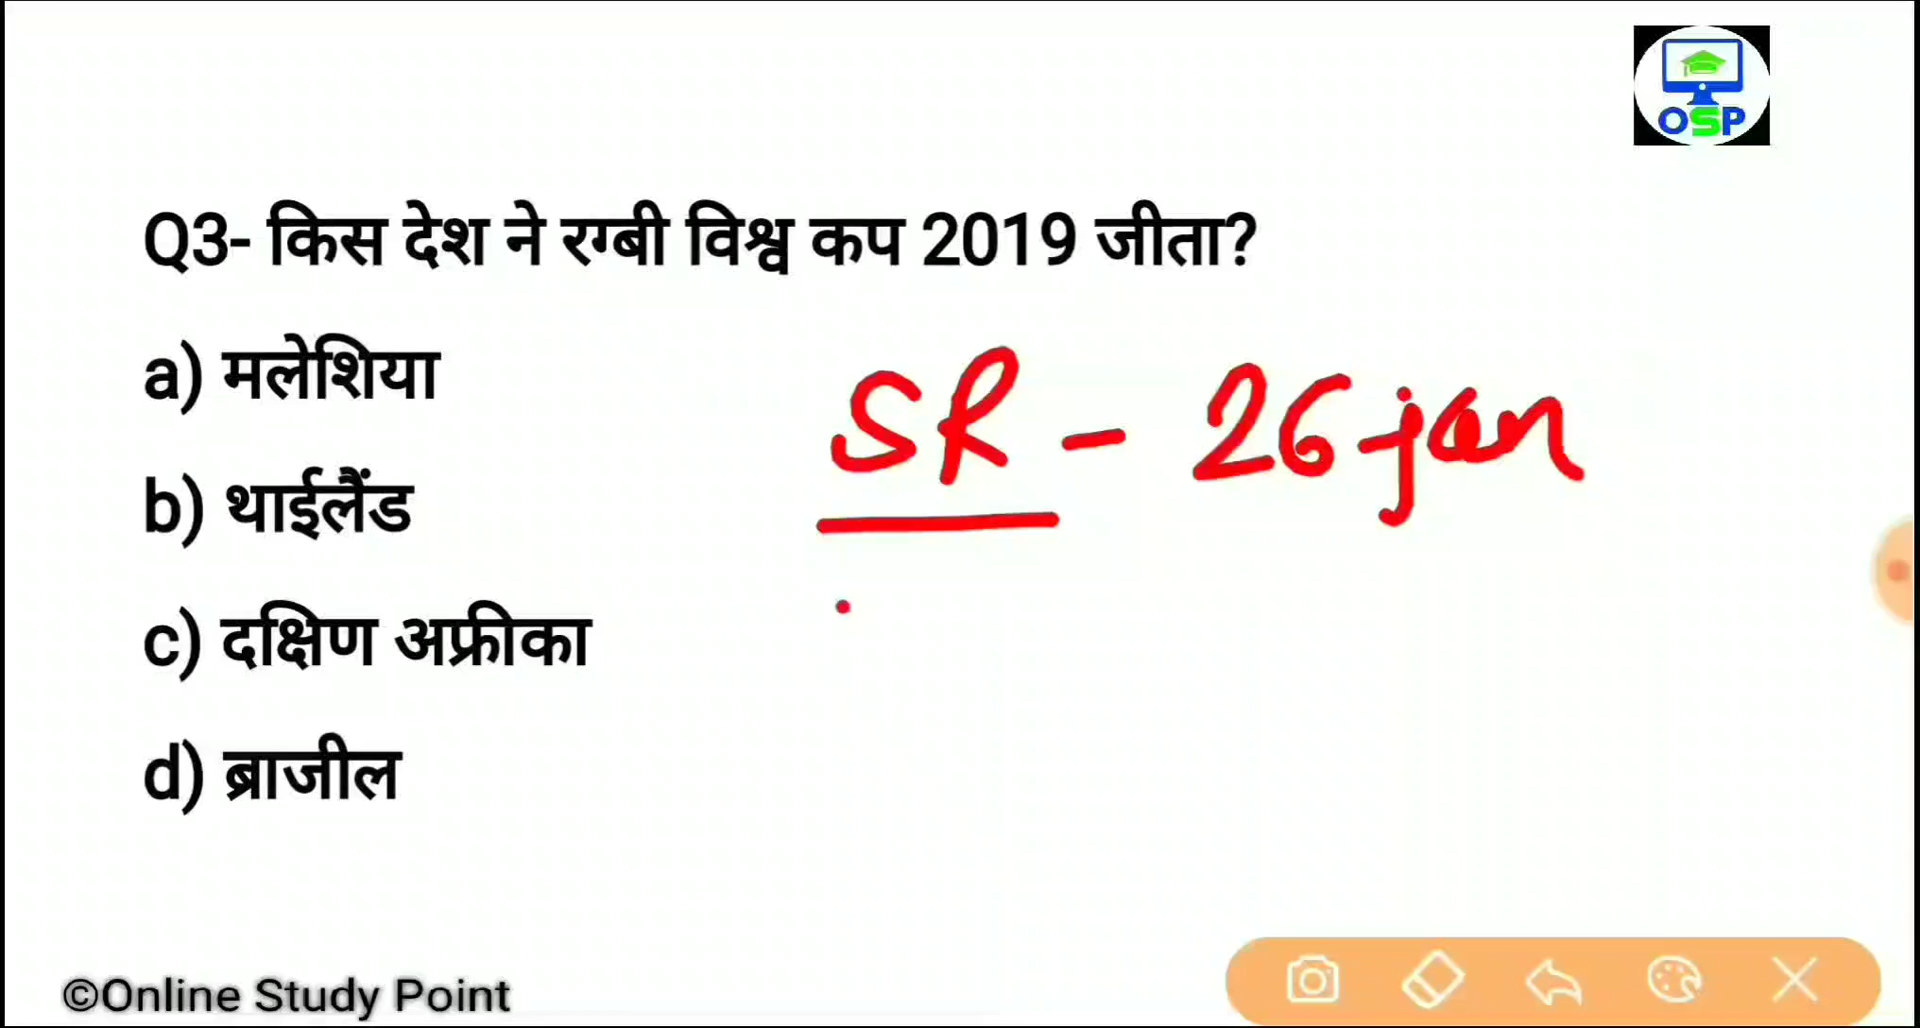 OSP
Q3- किस देश ने रग्बी विश्व कप 2019 जीता?
a) मलेशिया
SR - 26 jan
b) थाईलैंड
c) दक्षिण अफ्रीका
d) ब्राजील
©Online Study Point